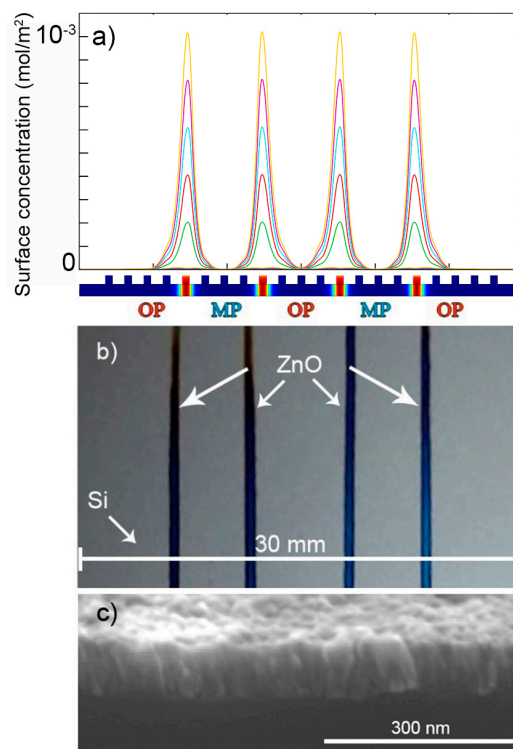 a)
Surface concentration (mol/m²)
10⁻³
0
OP MP OP MP OP
b)
ZnO
Si
30 mm
c)
300 nm